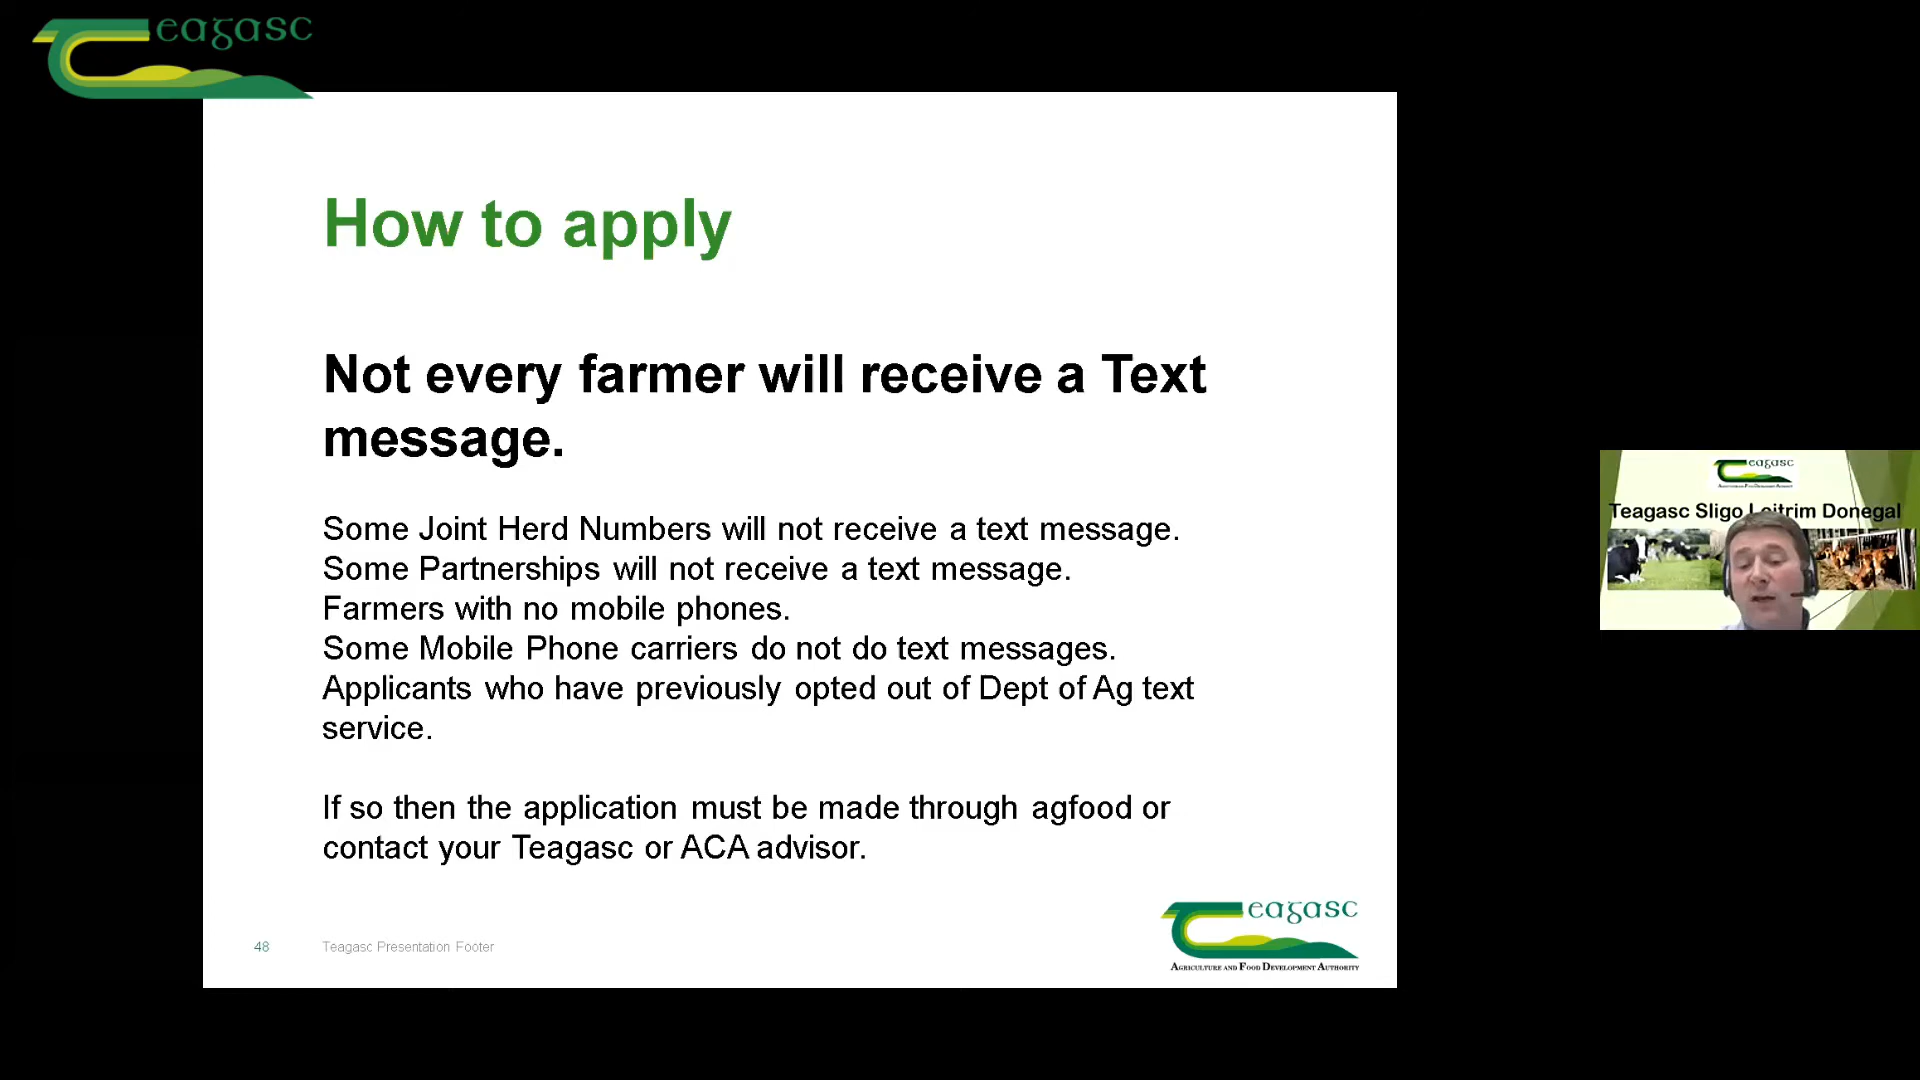 Teagasc
How to apply
Not every farmer will receive a Text
message.
Some Joint Herd Numbers will not receive a text message.
Some Partnerships will not receive a text message.
Farmers with no mobile phones.
Some Mobile Phone carriers do not do text messages.
Applicants who have previously opted out of Dept of Ag text
service.
If so then the application must be made through agfood or
contact your Teagasc or ACA advisor.
48
Teagasc Presentation Footer
Teagasc
AGRICULTURE AND FOOD DEVELOPMENT AUTHORITY
Teagasc
Teagasc Sligo Leitrim Donegal